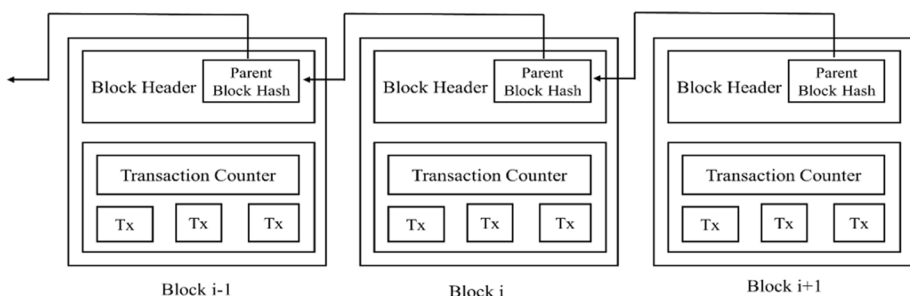 Block Header
Parent
Block Hash
Block Header
Parent
Block Hash
Block Header
Parent
Block Hash
Transaction Counter
Transaction Counter
Transaction Counter
Tx
Tx
Tx
Tx
Tx
Tx
Tx
Tx
Tx
Block i-1
Block i
Block i+1